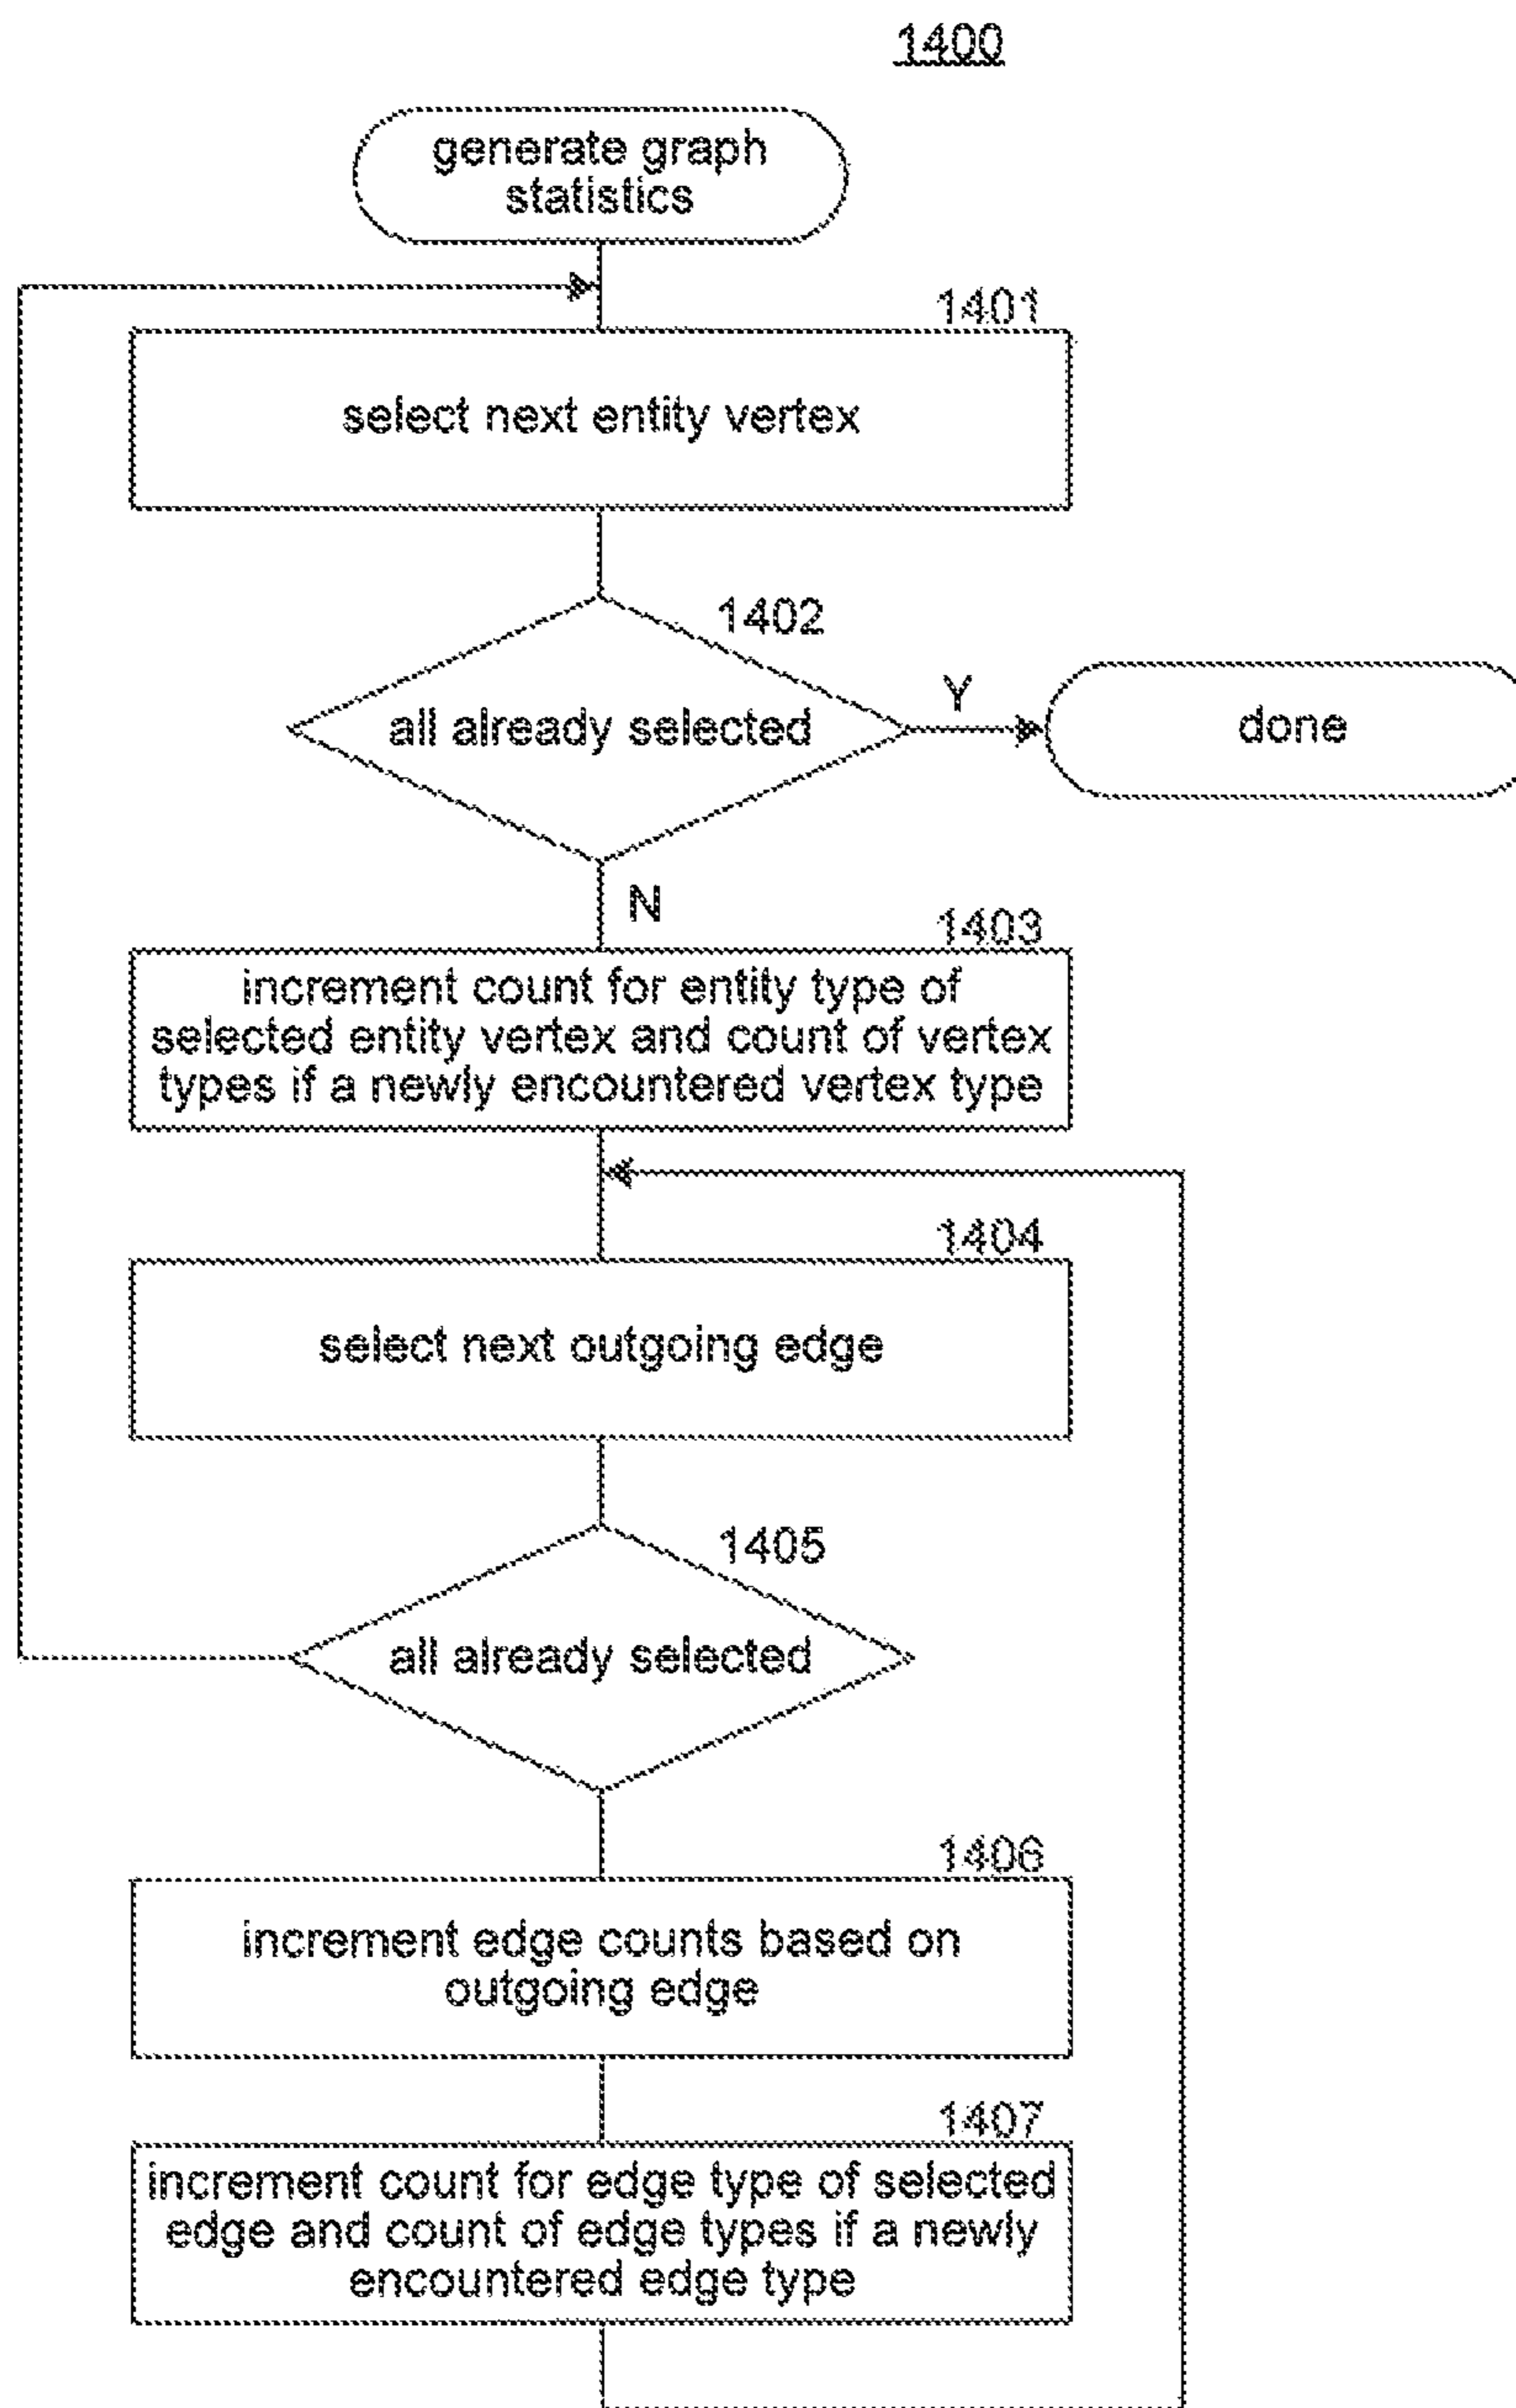 1400
generate graph
statistics
1401
select next entity vertex
1402
all already selected
Y
done
N
1403
increment count for entity type of
selected entity vertex and count of vertex
types if a newly encountered vertex type
1404
select next outgoing edge
1405
all already selected
1406
increment edge counts based on
outgoing edge
1407
increment count for edge type of selected
edge and count of edge types if a newly
encountered edge type